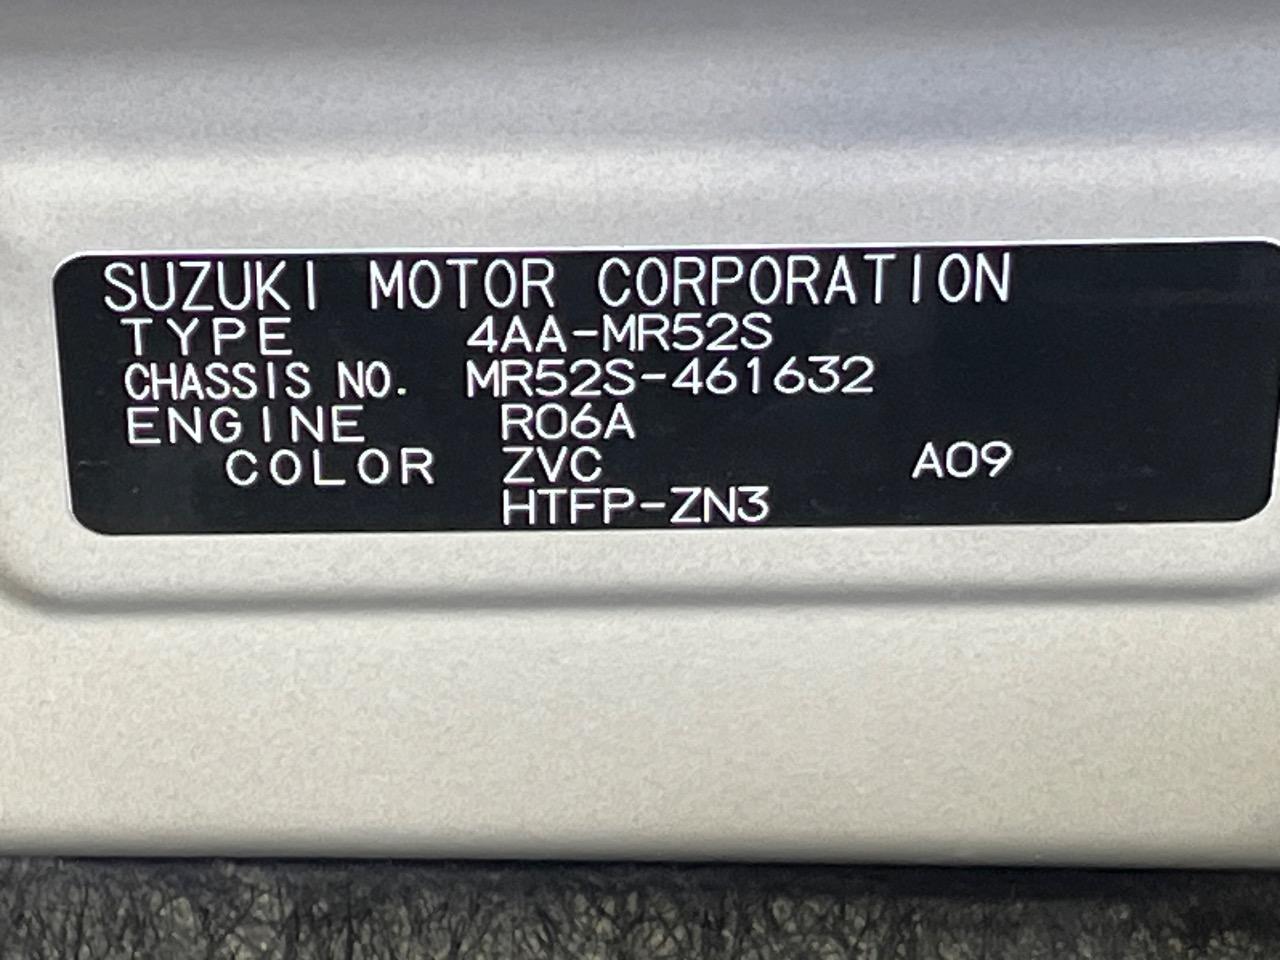 SUZUKI MOTOR CORPORATION
TYPE 4AA-MR52S
CHASSIS NO. MR52S-461632
ENGINE R06A
COLOR ZVC A09
HTFP-ZN3